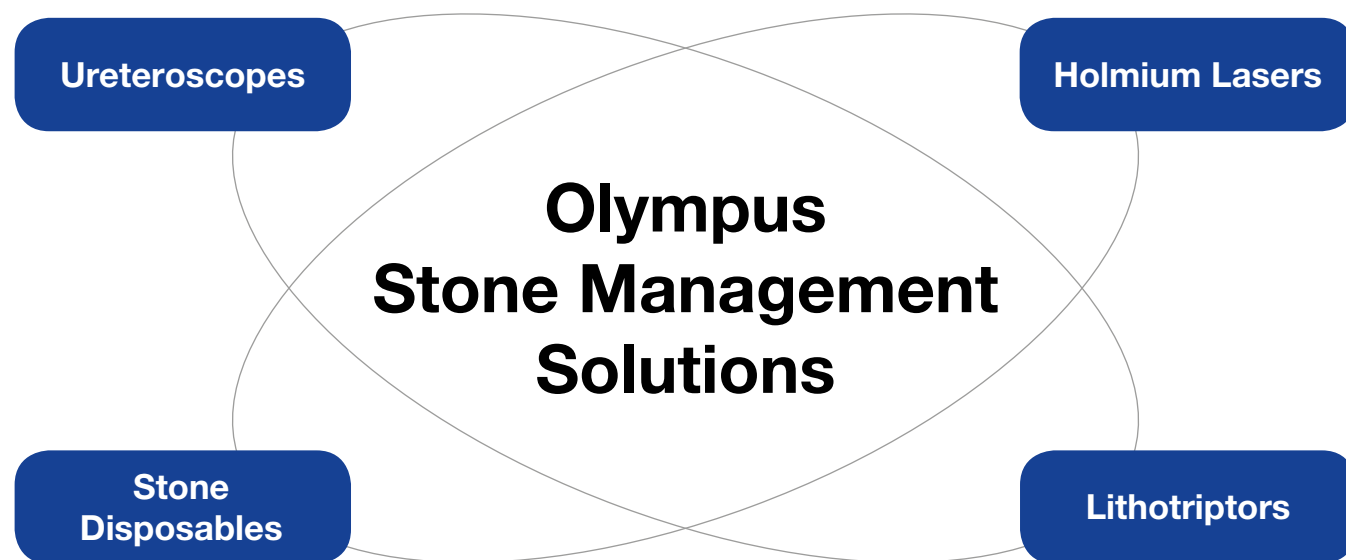 Ureteroscopes
Holmium Lasers
Olympus
Stone Management
Solutions
Stone
Disposables
Lithotriptors